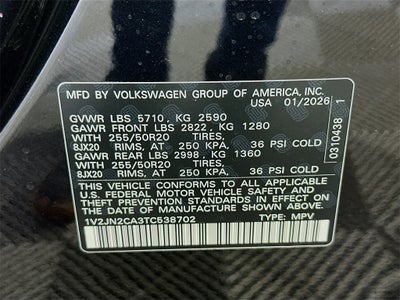 MFD. BY VOLKSWAGEN GROUP OF AMERICA, INC.
USA 01/2026
GVWR LBS 5710, KG 2590
GAWR FRONT LBS 2822, KG 1280
WITH 255/50R20 TIRES.
8JX20 RIMS, AT 250 KPA, 36 PSI COLD
GAWR REAR LBS 2998, KG 1360
WITH 255/50R20 TIRES.
8JX20 RIMS, AT 250 KPA, 36 PSI COLD
THIS VEHICLE CONFORMS TO ALL APPLICABLE
U.S. FEDERAL MOTOR VEHICLE SAFETY AND
THEFT PREVENTION STANDARDS IN EFFECT ON THE
DATE OF MANUFACTURE SHOWN ABOVE.
1V2JN2CA3TC538702 TYPE: MPV
0310438 1